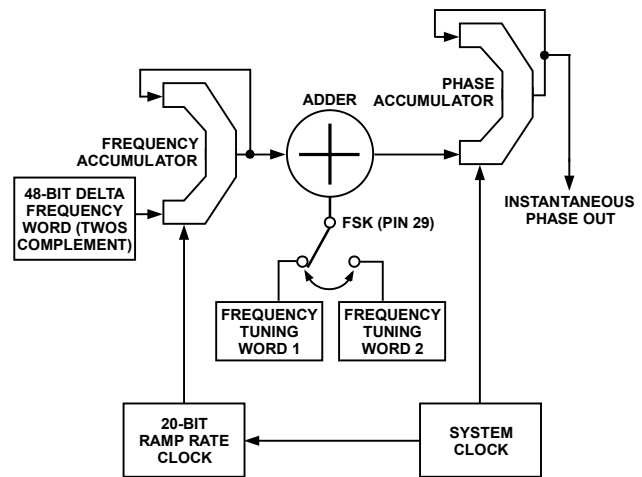 PHASE
ACCUMULATOR
ADDER
FREQUENCY
ACCUMULATOR
48-BIT DELTA
FREQUENCY
WORD (TWOS
COMPLEMENT)
INSTANTANEOUS
PHASE OUT
FSK (PIN 29)
FREQUENCY
TUNING
WORD 1
FREQUENCY
TUNING
WORD 2
20-BIT
RAMP RATE
CLOCK
SYSTEM
CLOCK